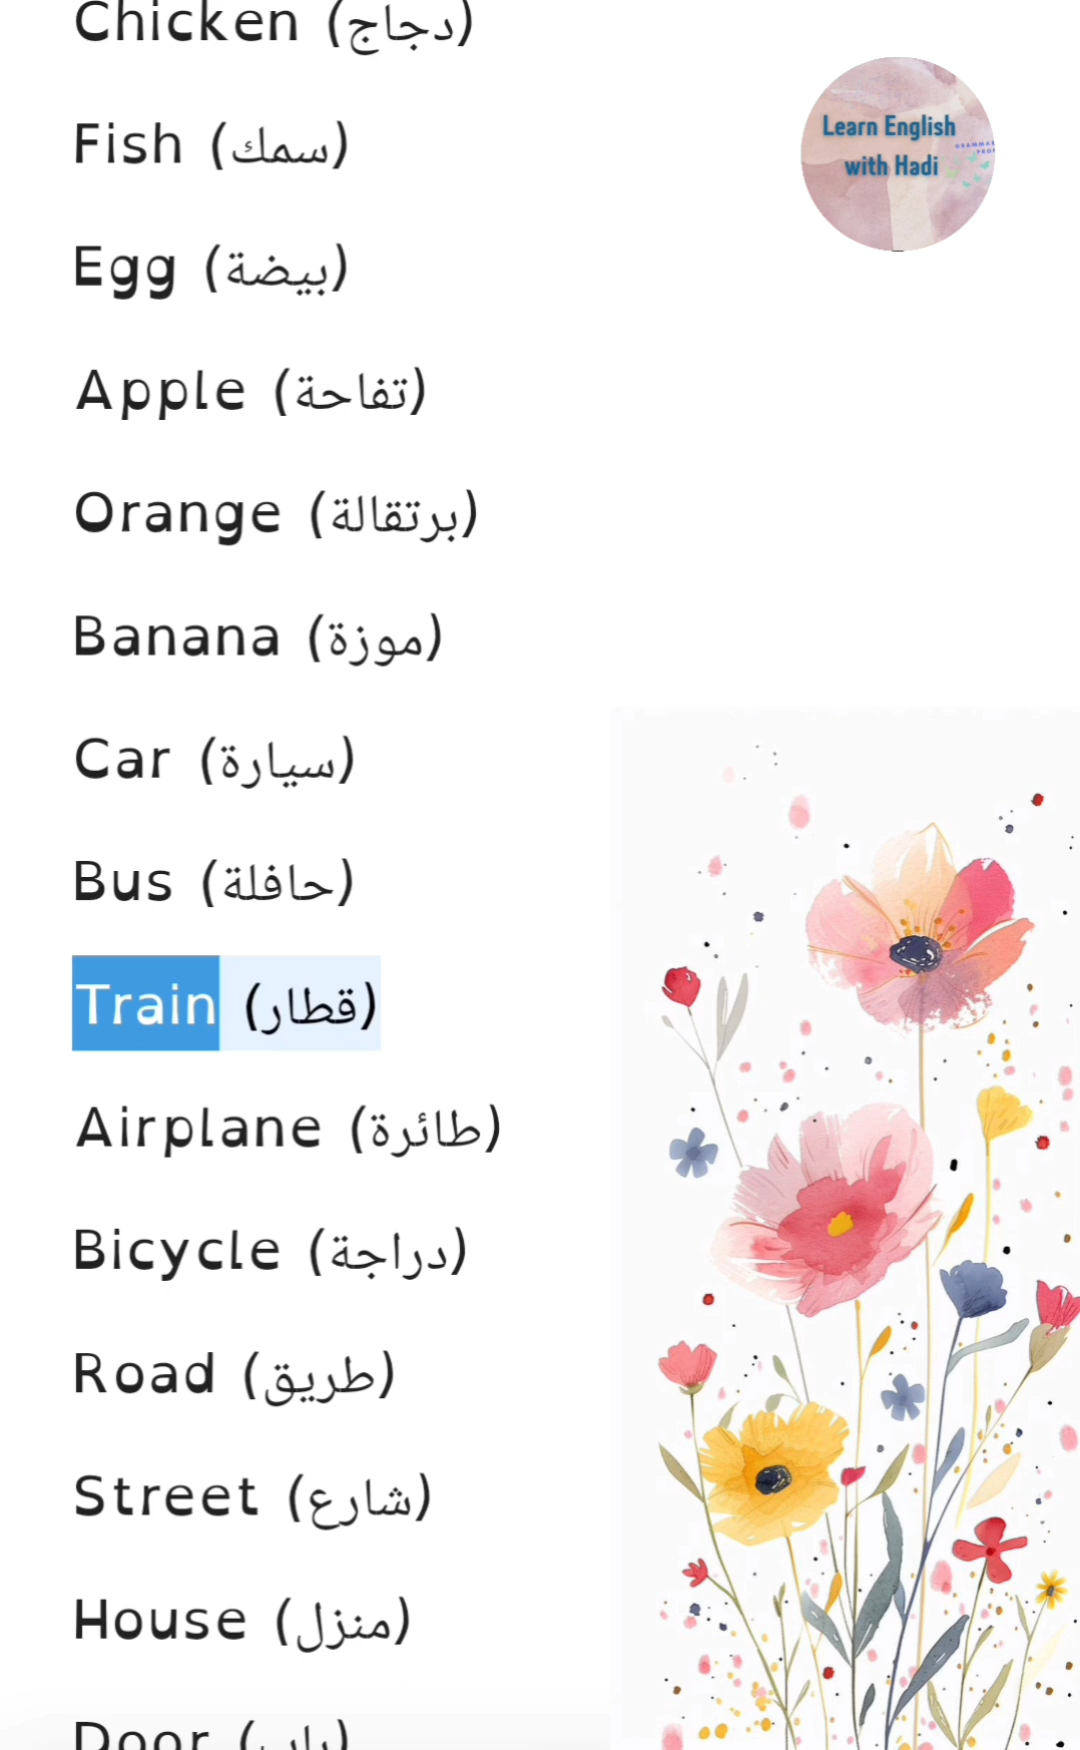 Chicken (دجاج)
Learn English
with Hadi
Fish (سمك)
Egg (بيضة)
Apple (تفاحة)
Orange (برتقالة)
Banana (موزة)
Car (سيارة)
Bus (حافلة)
Train (قطار)
Airplane (طائرة)
Bicycle (دراجة)
Road (طريق)
Street (شارع)
House (منزل)
Door (باب)